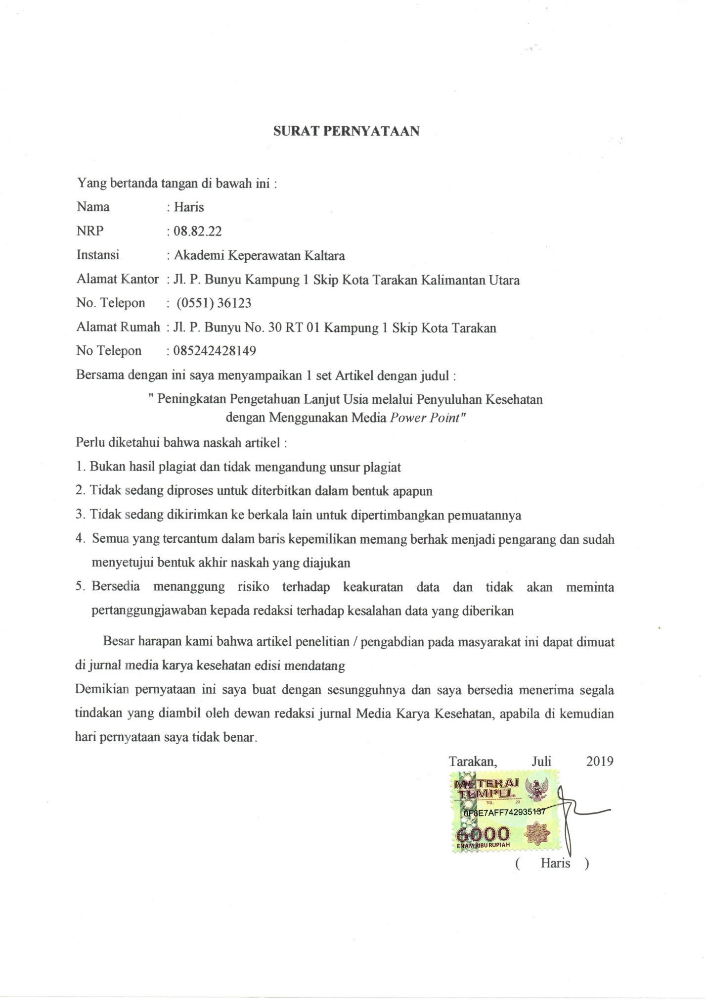 SURAT PERNYATAAN
Yang bertanda tangan di bawah ini :
Nama : Haris
NRP : 08.82.22
Instansi : Akademi Keperawatan Kaltara
Alamat Kantor : Jl. P. Bunyu Kampung 1 Skip Kota Tarakan Kalimantan Utara
No. Telepon : (0551) 36123
Alamat Rumah : Jl. P. Bunyu No. 30 RT 01 Kampung 1 Skip Kota Tarakan
No Telepon : 085242428149
Bersama dengan ini saya menyampaikan 1 set Artikel dengan judul :
" Peningkatan Pengetahuan Lanjut Usia melalui Penyuluhan Kesehatan
dengan Menggunakan Media Power Point"
Perlu diketahui bahwa naskah artikel :
1. Bukan hasil plagiat dan tidak mengandung unsur plagiat
2. Tidak sedang diproses untuk diterbitkan dalam bentuk apapun
3. Tidak sedang dikirimkan ke berkala lain untuk dipertimbangkan pemuatannya
4. Semua yang tercantum dalam baris kepemilikan memang berhak menjadi pengarang dan sudah
menyetujui bentuk akhir naskah yang diajukan
5. Bersedia menanggung risiko terhadap keakuratan data dan tidak akan meminta
pertanggungjawaban kepada redaksi terhadap kesalahan data yang diberikan
Besar harapan kami bahwa artikel penelitian / pengabdian pada masyarakat ini dapat dimuat
di jurnal media karya kesehatan edisi mendatang
Demikian pernyataan ini saya buat dengan sesungguhnya dan saya bersedia menerima segala
tindakan yang diambil oleh dewan redaksi jurnal Media Karya Kesehatan, apabila di kemudian
hari pernyataan saya tidak benar.
Tarakan, Juli 2019
METERAI
TEMPEL
TGL. 20
0F8E7AFF742935137
6000
ENAM RIBU RUPIAH
( Haris )